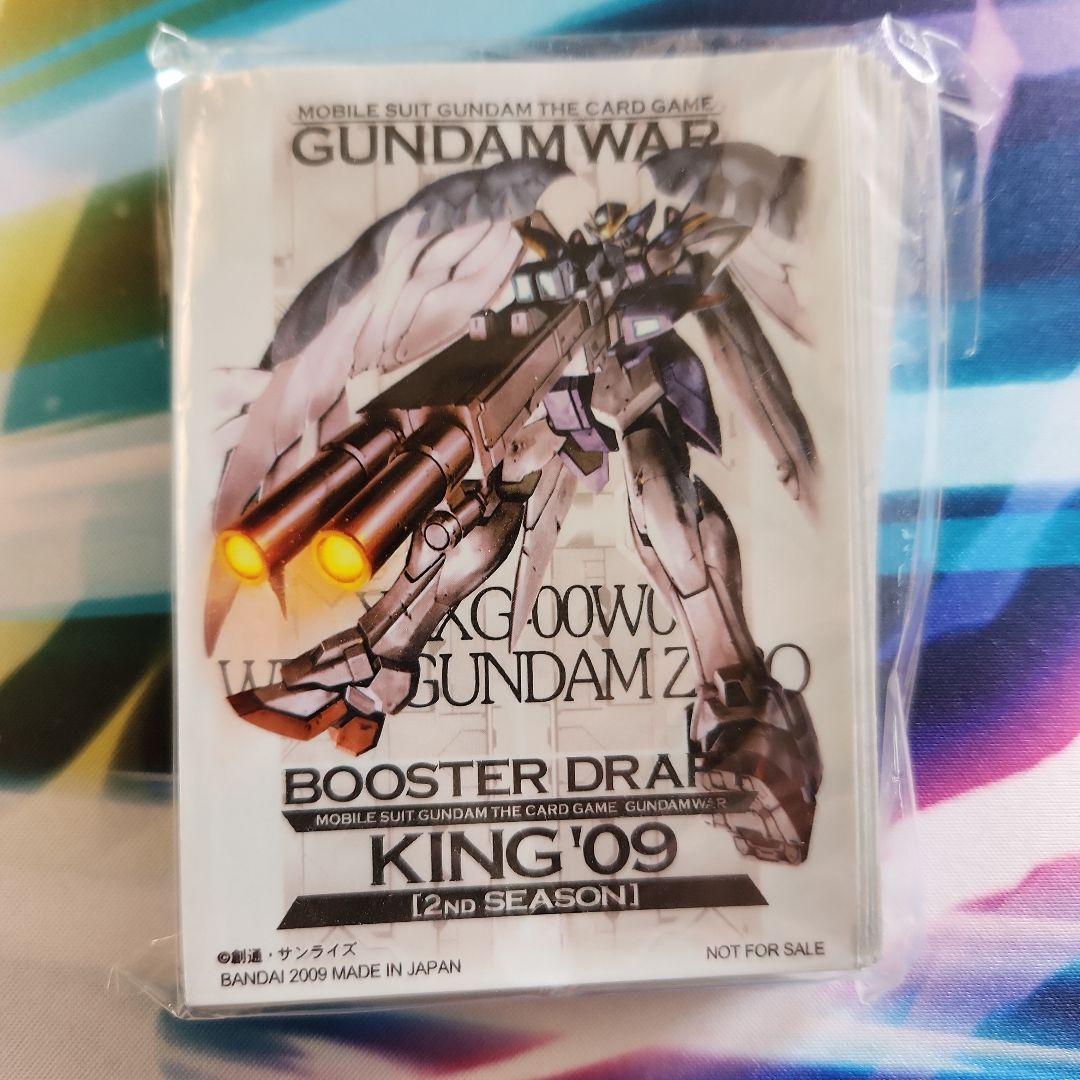 MOBILE SUIT GUNDAM THE CARD GAME
GUNDAM WAR
GUNDAM
BOOSTER DRAFT
MOBILE SUIT GUNDAM THE CARD GAME GUNDAM WAR
KING '09
[2ND SEASON]
©創通・サンライズ
BANDAI 2009 MADE IN JAPAN
NOT FOR SALE